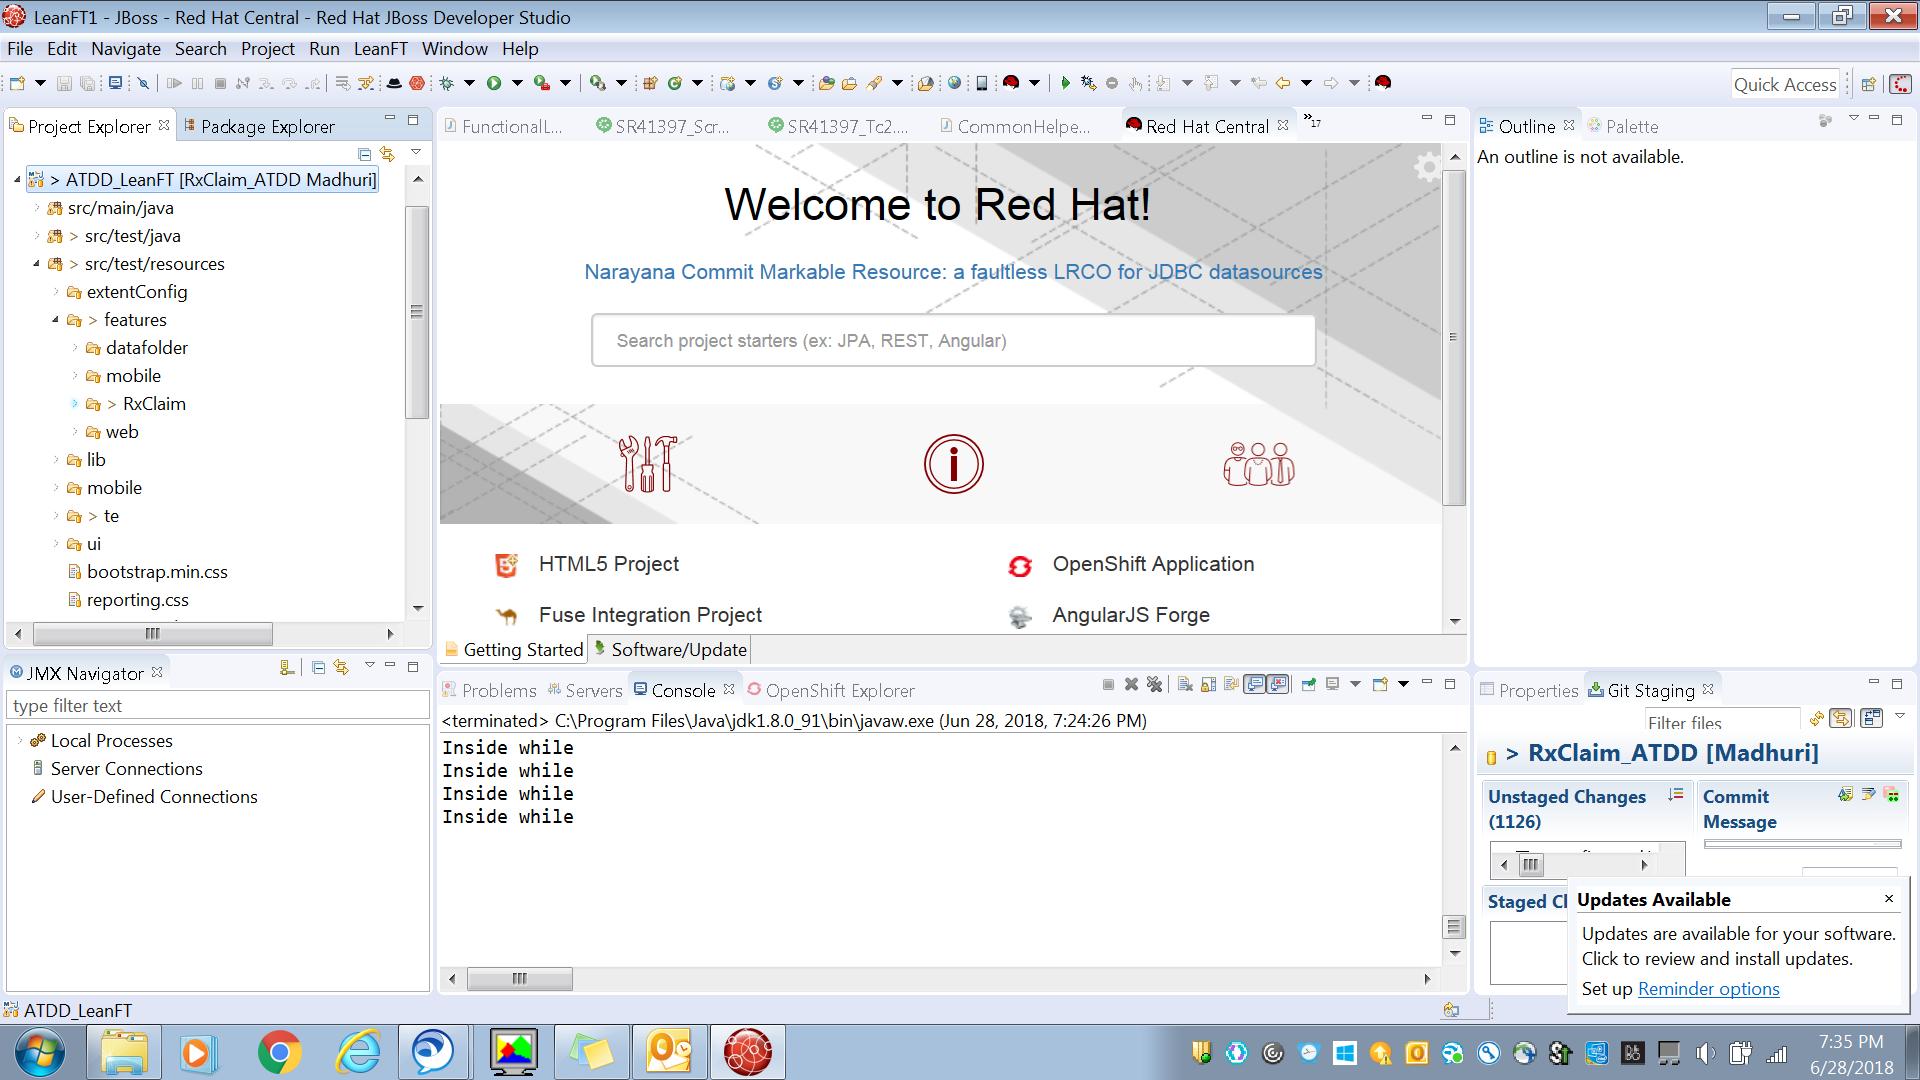 LeanFT1 - JBoss - Red Hat Central - Red Hat JBoss Developer Studio
File Edit Navigate Search Project Run LeanFT Window Help
Quick Access
Project Explorer
Package Explorer
> ATDD_LeanFT [RxClaim_ATDD Madhuri]
src/main/java
> src/test/java
> src/test/resources
extentConfig
> features
datafolder
mobile
> RxClaim
web
lib
mobile
> te
ui
bootstrap.min.css
reporting.css
FunctionalL...
SR41397_Scr...
SR41397_Tc2....
CommonHelpe...
Red Hat Central
»17
Welcome to Red Hat!
Narayana Commit Markable Resource: a faultless LRCO for JDBC datasources
Search project starters (ex: JPA, REST, Angular)
HTML5 Project
OpenShift Application
Fuse Integration Project
AngularJS Forge
Getting Started
Software/Update
Outline
Palette
An outline is not available.
JMX Navigator
type filter text
Local Processes
Server Connections
User-Defined Connections
Problems
Servers
Console
OpenShift Explorer
<terminated> C:\Program Files\Java\jdk1.8.0_91\bin\javaw.exe (Jun 28, 2018, 7:24:26 PM)
Inside while
Inside while
Inside while
Inside while
Properties
Git Staging
Filter files
> RxClaim_ATDD [Madhuri]
Unstaged Changes
(1126)
Commit
Message
Staged
Updates Available
Updates are available for your software.
Click to review and install updates.
Set up Reminder options
ATDD_LeanFT
7:35 PM
6/28/2018